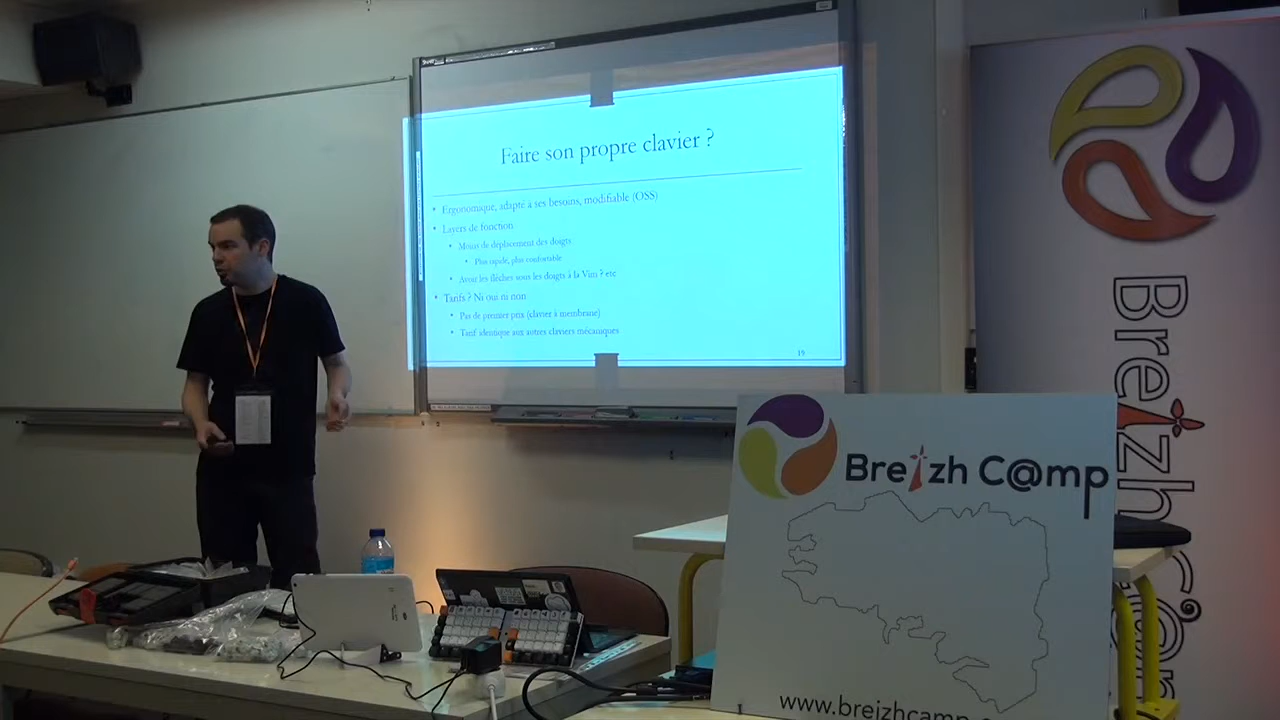 Faire son propre clavier ?
• Ergonomique, adapté à ses besoins, modifiable (OSS)
• Layers de fonction
• Moins de déplacement des doigts
• Plus rapide, plus confortable
• Avoir les flèches sous les doigts à la Vim ? etc
• Tarifs ? Ni oui ni non
• Pas de premier prix (clavier à membrane)
• Tarif identique aux autres claviers mécaniques
19
Breizh C@mp
www.breizhcamp.
Breizh C@mp